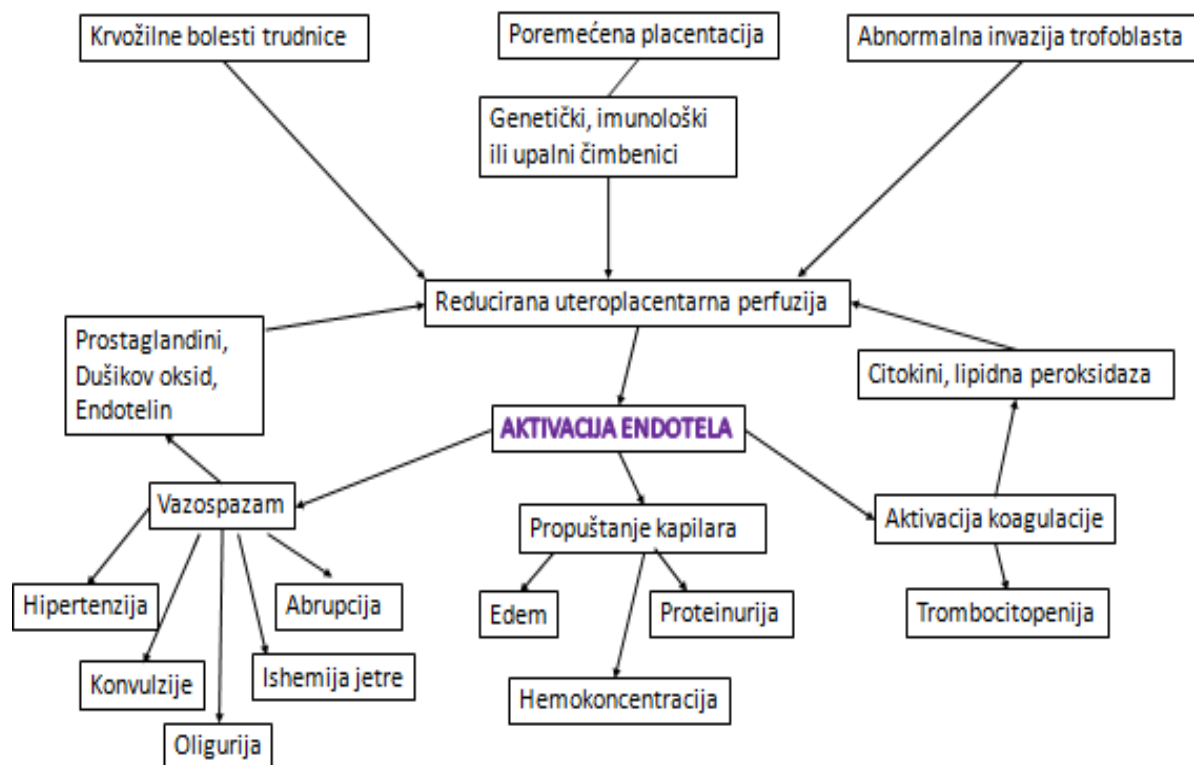 Krvožilne bolesti trudnice
Poremećena placentacija
Abnormalna invazija trofoblasta
Genetički, imunološki
ili upalni čimbenici
Reducirana uteroplacentarna perfuzija
Prostaglandini,
Dušikov oksid,
Endotelin
Citokini, lipidna peroksidaza
AKTIVACIJA ENDOTELA
Vazospazam
Propuštanje kapilara
Aktivacija koagulacije
Hipertenzija
Abrupcija
Edem
Proteinurija
Trombocitopenija
Konvulzije
Ishemija jetre
Hemokoncentracija
Oligurija